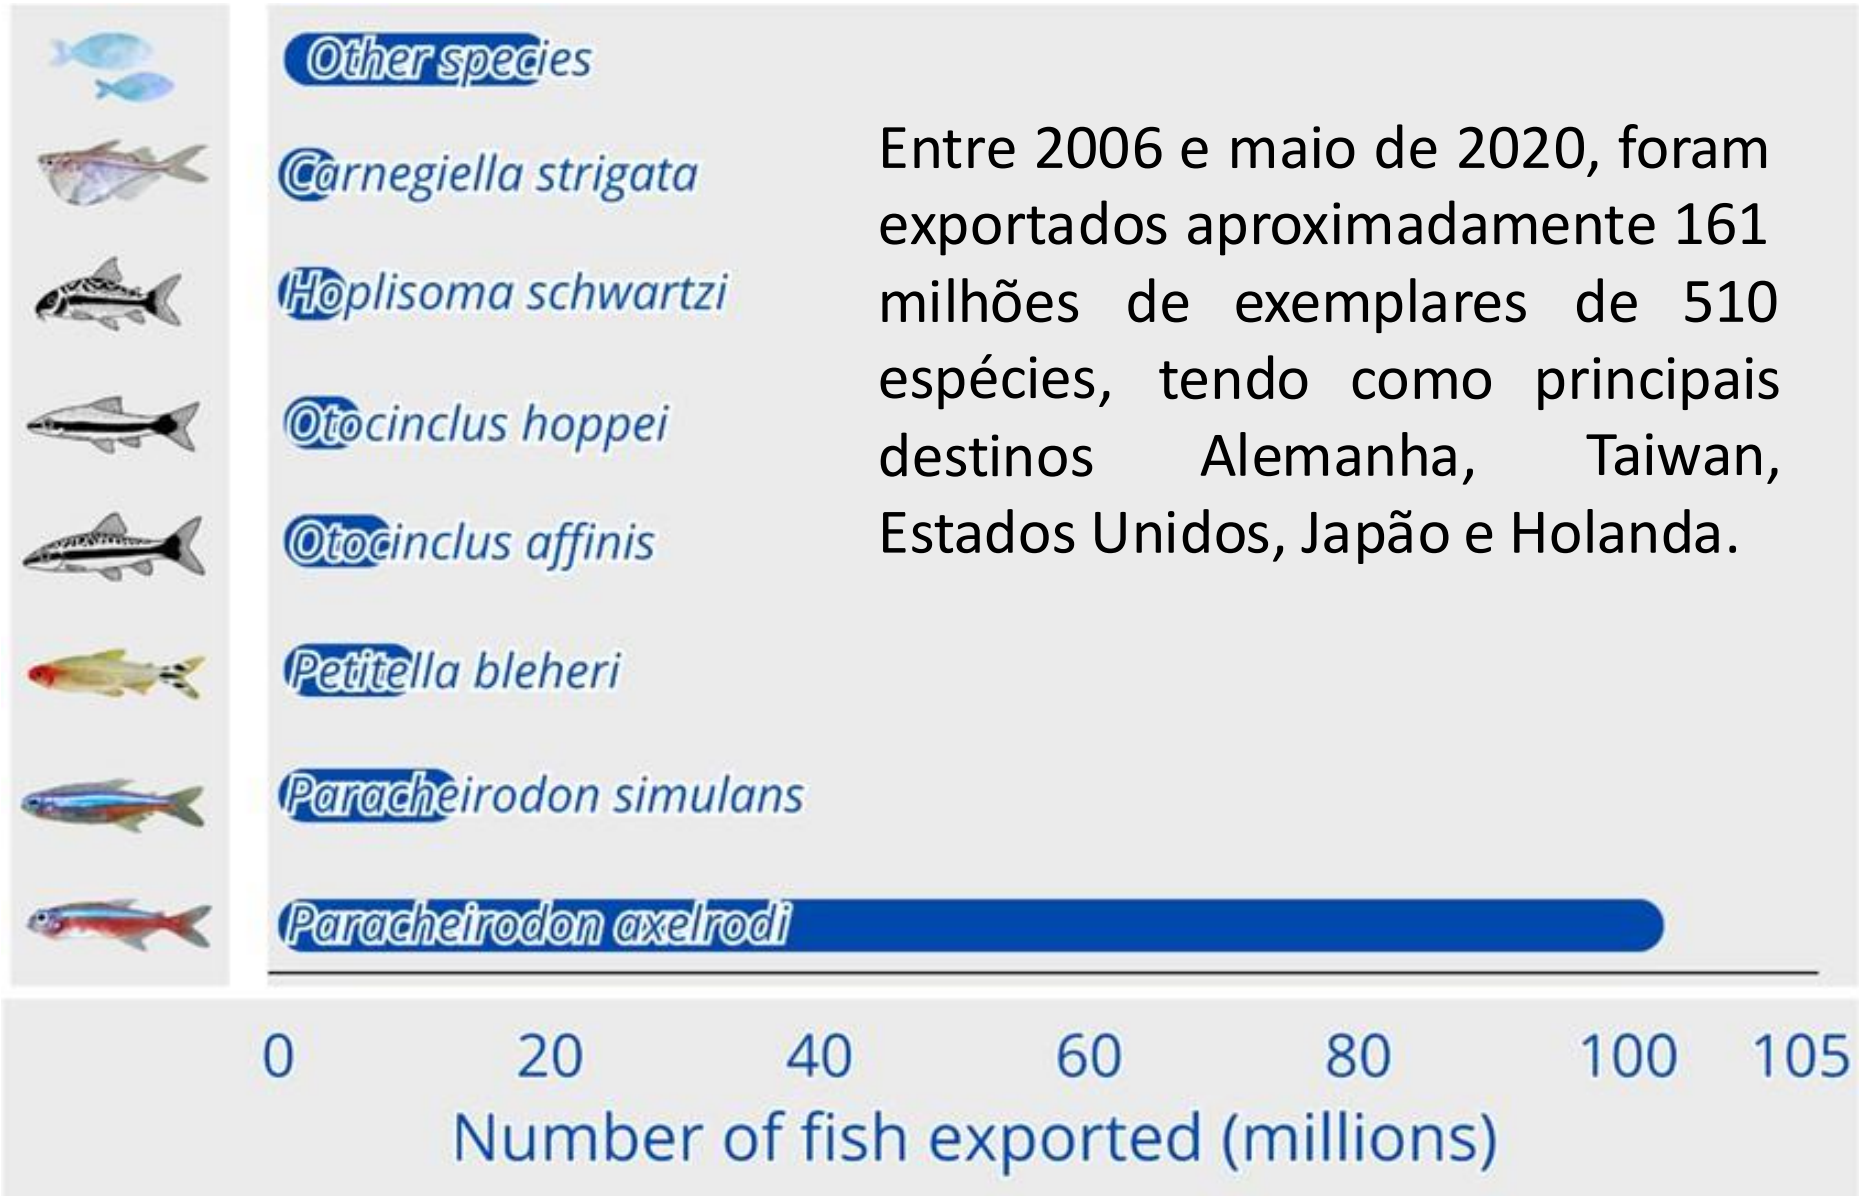 Other species
Carnegiella strigata
Hoplisoma schwartzi
Otocinclus hoppei
Otocinclus affinis
Petitella bleheri
Paracheirodon simulans
Paracheirodon axelrodi
Entre 2006 e maio de 2020, foram
exportados aproximadamente 161
milhões de exemplares de 510
espécies, tendo como principais
destinos Alemanha, Taiwan,
Estados Unidos, Japão e Holanda.
0 20 40 60 80 100 105
Number of fish exported (millions)